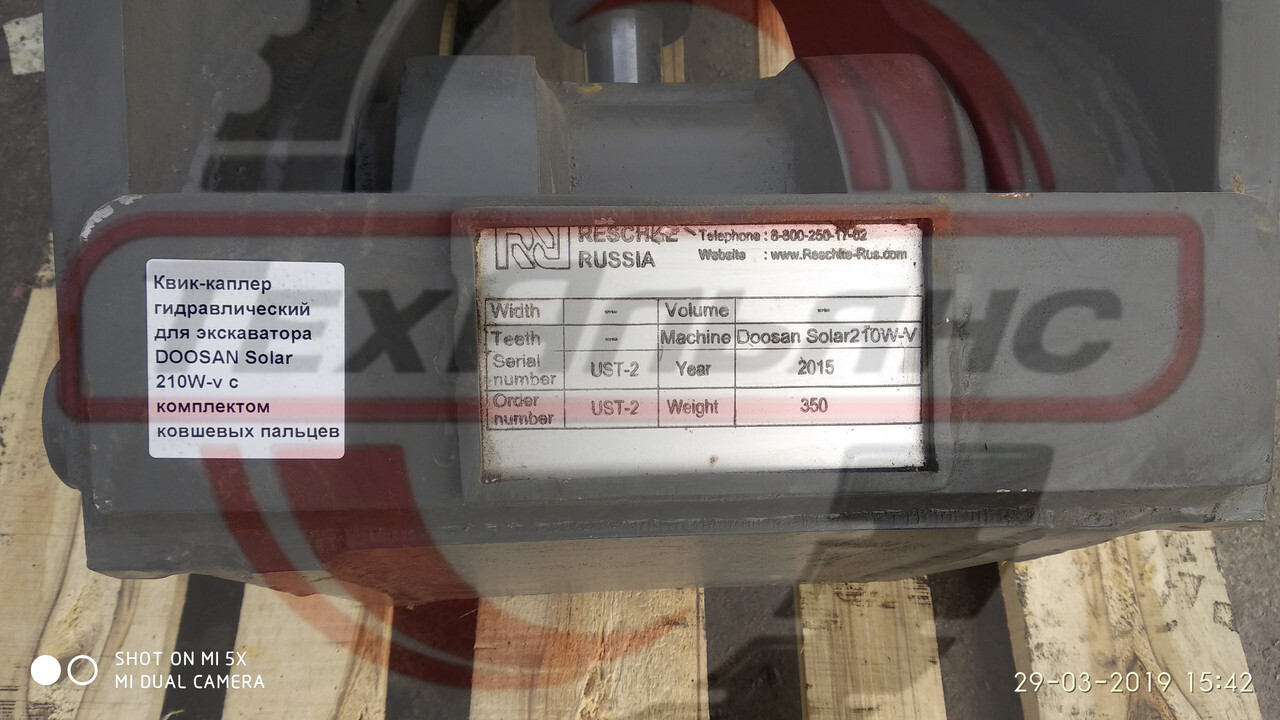 RESCHKE Telephone : 8-800-250-17-02
RUSSIA Website : www.Reschke-Rus.com
Width --- Volume ---
Teeth --- Machine Doosan Solar210W-V
Serial number UST-2 Year 2015
Order number UST-2 Weight 350
Квик-каплер
гидравлический
для экскаватора
DOOSAN Solar
210W-v с
комплектом
ковшевых пальцев
ТЕХАЛЬЯНС
SHOT ON MI 5X
MI DUAL CAMERA
29-03-2019 15:42